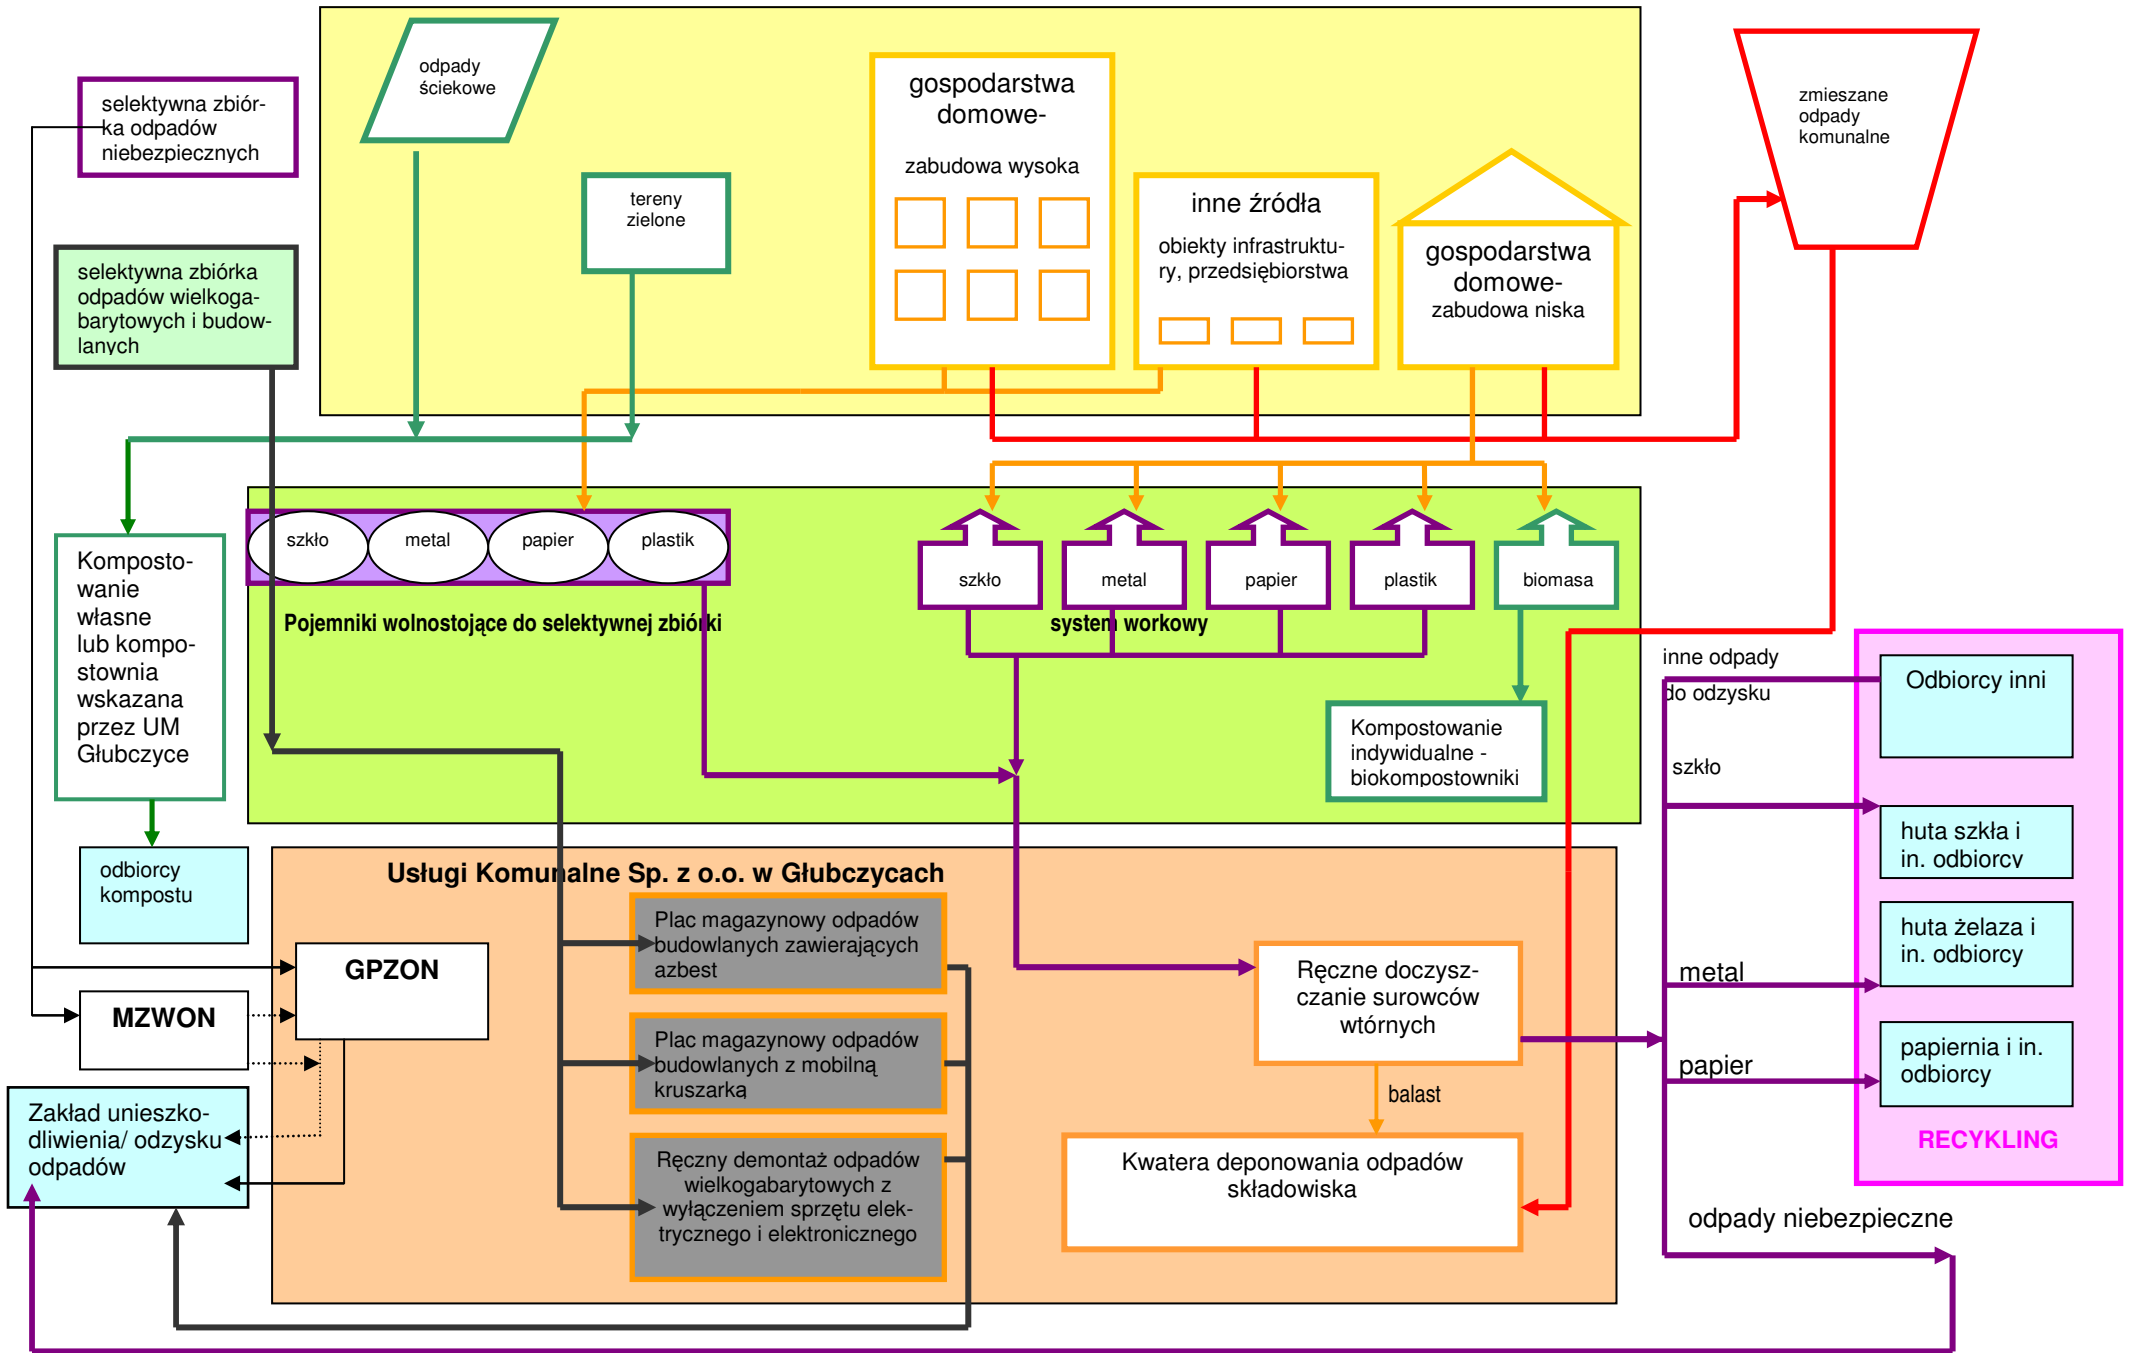 odpady
ściekowe
gospodarstwa
domowe-
zabudowa wysoka
selektywna zbiór-
ka odpadów
niebezpiecznych
zmieszane
odpady
komunalne
tereny
zielone
inne źródła
obiekty infrastruktu-
ry, przedsiębiorstwa
gospodarstwa
domowe-
zabudowa niska
selektywna zbiórka
odpadów wielkoga-
barytowych i budow-
lanych
szkło
metal
papier
plastik
Pojemniki wolnostojące do selektywnej zbiórki
szkło
metal
papier
plastik
biomasa
system workowy
Komposto-
wanie
własne
lub kompo-
stownia
wskazana
przez UM
Głubczyce
Kompostowanie
indywidualne -
biokompostowniki
inne odpady
do odzysku
Odbiorcy inni
szkło
huta szkła i
in. odbiorcy
huta żelaza i
in. odbiorcy
metal
papiernia i in.
odbiorcy
papier
RECYKLING
odpady niebezpieczne
odbiorcy
kompostu
Usługi Komunalne Sp. z o.o. w Głubczycach
Plac magazynowy odpadów
budowlanych zawierających
azbest
GPZON
MZWON
Plac magazynowy odpadów
budowlanych z mobilną
kruszarką
Ręczne doczysz-
czanie surowców
wtórnych
balast
Zakład unieszko-
dliwienia/ odzysku
odpadów
Ręczny demontaż odpadów
wielkogabarytowych z
wyłączeniem sprzętu elek-
trycznego i elektronicznego
Kwatera deponowania odpadów
składowiska